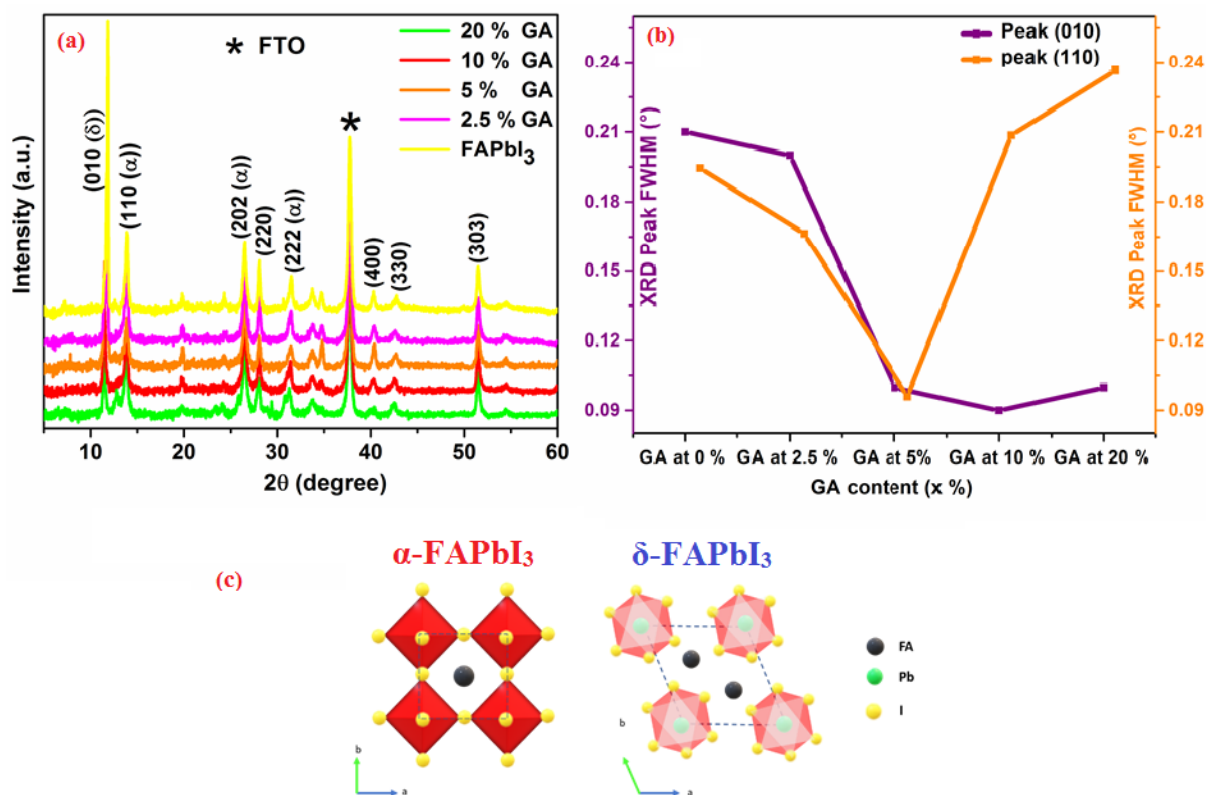 (a)
* FTO
20 % GA
10 % GA
5 % GA
2.5 % GA
FAPbI₃
Intensity (a.u.)
(010 (δ))
(110 (α))
(202 (α))
(220)
(222 (α))
*
(400)
(330)
(303)
10 20 30 40 50 60
2θ (degree)
(b)
Peak (010)
peak (110)
XRD Peak FWHM (°)
0.24
0.21
0.18
0.15
0.12
0.09
XRD Peak FWHM (°)
0.24
0.21
0.18
0.15
0.12
0.09
GA at 0 % GA at 2.5 % GA at 5% GA at 10 % GA at 20 %
GA content (x %)
(c)
α-FAPbI₃
δ-FAPbI₃
b
a
b
a
FA
Pb
I